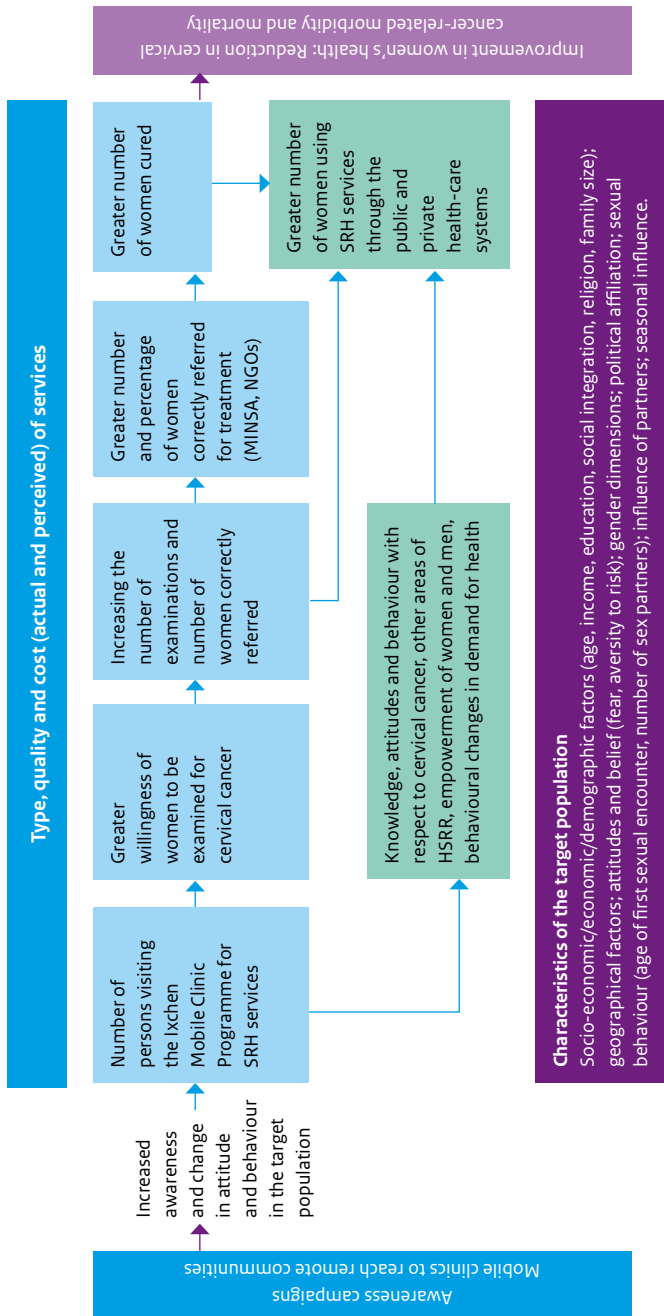 Type, quality and cost (actual and perceived) of services
Awareness campaigns
Mobile clinics to reach remote communities
Increased
awareness
and change
in attitude
and behaviour
in the target
population
Number of
persons visiting
the Ixchen
Mobile Clinic
Programme for
SRH services
Greater
willingness of
women to be
examined for
cervical cancer
Increasing the
number of
examinations and
number of
women correctly
referred
Greater number
and percentage
of women
correctly referred
for treatment
(MINSA, NGOs)
Greater number
of women cured
Knowledge, attitudes and behaviour with
respect to cervical cancer, other areas of
HSRR, empowerment of women and men,
behavioural changes in demand for health
Greater number
of women using
SRH services
through the
public and
private
health-care
systems
Improvement in women's health: Reduction in cervical
cancer-related morbidity and mortality
Characteristics of the target population
Socio-economic/economic/demographic factors (age, income, education, social integration, religion, family size);
geographical factors; attitudes and belief (fear, aversity to risk); gender dimensions; political affiliation; sexual
behaviour (age of first sexual encounter, number of sex partners); influence of partners; seasonal influence.